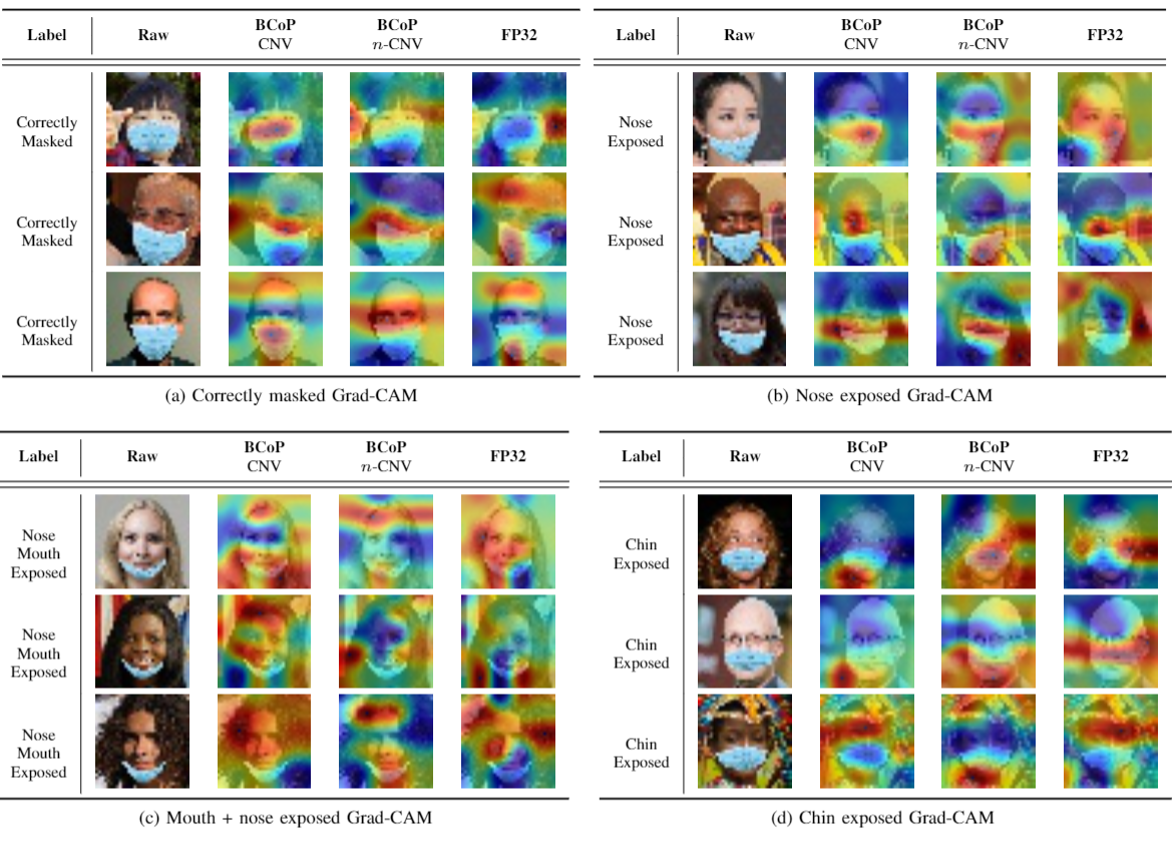 Label Raw BCoP CNV BCoP n-CNV FP32
Correctly
Masked
Correctly
Masked
Correctly
Masked
(a) Correctly masked Grad-CAM
Label Raw BCoP CNV BCoP n-CNV FP32
Nose
Exposed
Nose
Exposed
Nose
Exposed
(b) Nose exposed Grad-CAM
Label Raw BCoP CNV BCoP n-CNV FP32
Nose
Mouth
Exposed
Nose
Mouth
Exposed
Nose
Mouth
Exposed
(c) Mouth + nose exposed Grad-CAM
Label Raw BCoP CNV BCoP n-CNV FP32
Chin
Exposed
Chin
Exposed
Chin
Exposed
(d) Chin exposed Grad-CAM